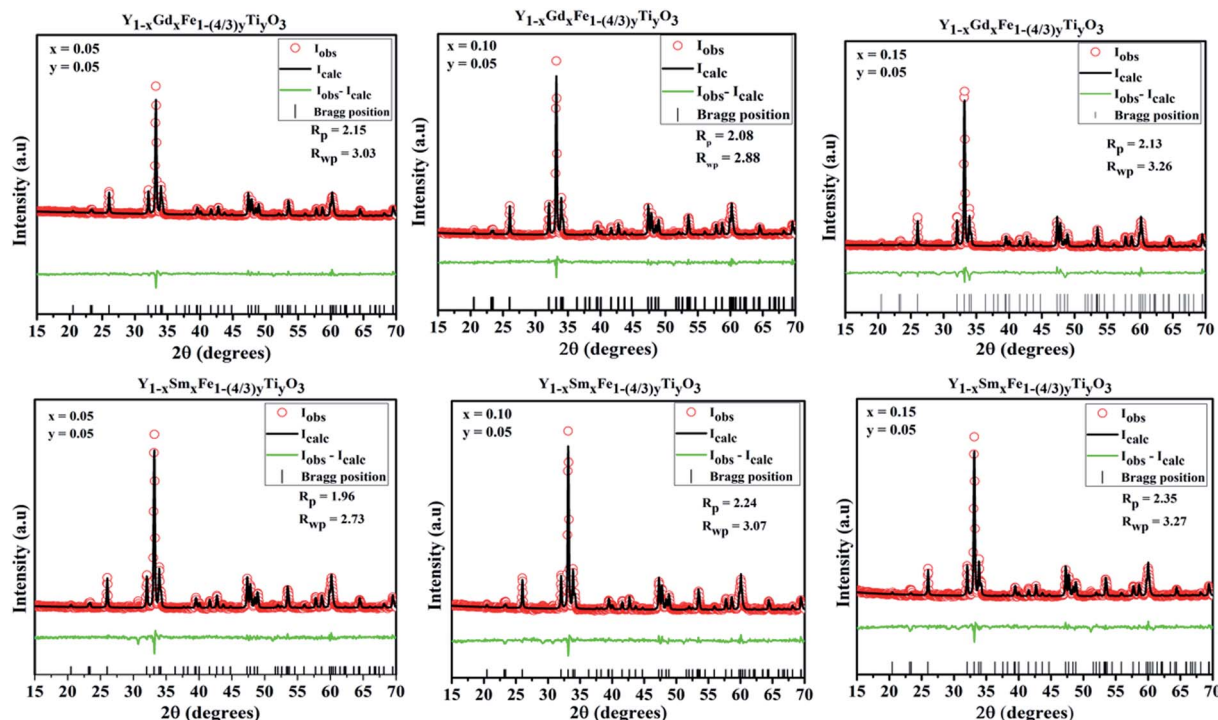 Y1-xGdxFe1-(4/3)yTiyO3
x = 0.05
y = 0.05
Iobs
Icalc
Iobs- Icalc
Bragg position
Rp = 2.15
Rwp = 3.03
Intensity (a.u)
15 20 25 30 35 40 45 50 55 60 65 70
2θ (degrees)
Y1-xGdxFe1-(4/3)yTiyO3
x = 0.10
y = 0.05
Iobs
Icalc
Iobs- Icalc
Bragg position
Rp = 2.08
Rwp = 2.88
Intensity (a.u)
15 20 25 30 35 40 45 50 55 60 65 70
2θ (degrees)
Y1-xGdxFe1-(4/3)yTiyO3
x = 0.15
y = 0.05
Iobs
Icalc
Iobs- Icalc
Bragg position
Rp = 2.13
Rwp = 3.26
Intensity (a.u)
15 20 25 30 35 40 45 50 55 60 65 70
2θ (degrees)
Y1-xSmxFe1-(4/3)yTiyO3
x = 0.05
y = 0.05
Iobs
Icalc
Iobs - Icalc
Bragg position
Rp = 1.96
Rwp = 2.73
Intensity (a.u)
15 20 25 30 35 40 45 50 55 60 65 70
2θ (degrees)
Y1-xSmxFe1-(4/3)yTiyO3
x = 0.10
y = 0.05
Iobs
Icalc
Iobs - Icalc
Bragg position
Rp = 2.24
Rwp = 3.07
Intensity (a.u)
15 20 25 30 35 40 45 50 55 60 65 70
2θ (degrees)
Y1-xSmxFe1-(4/3)yTiyO3
x = 0.15
y = 0.05
Iobs
Icalc
Iobs - Icalc
Bragg position
Rp = 2.35
Rwp = 3.27
Intensity (a.u)
15 20 25 30 35 40 45 50 55 60 65 70
2θ (degrees)